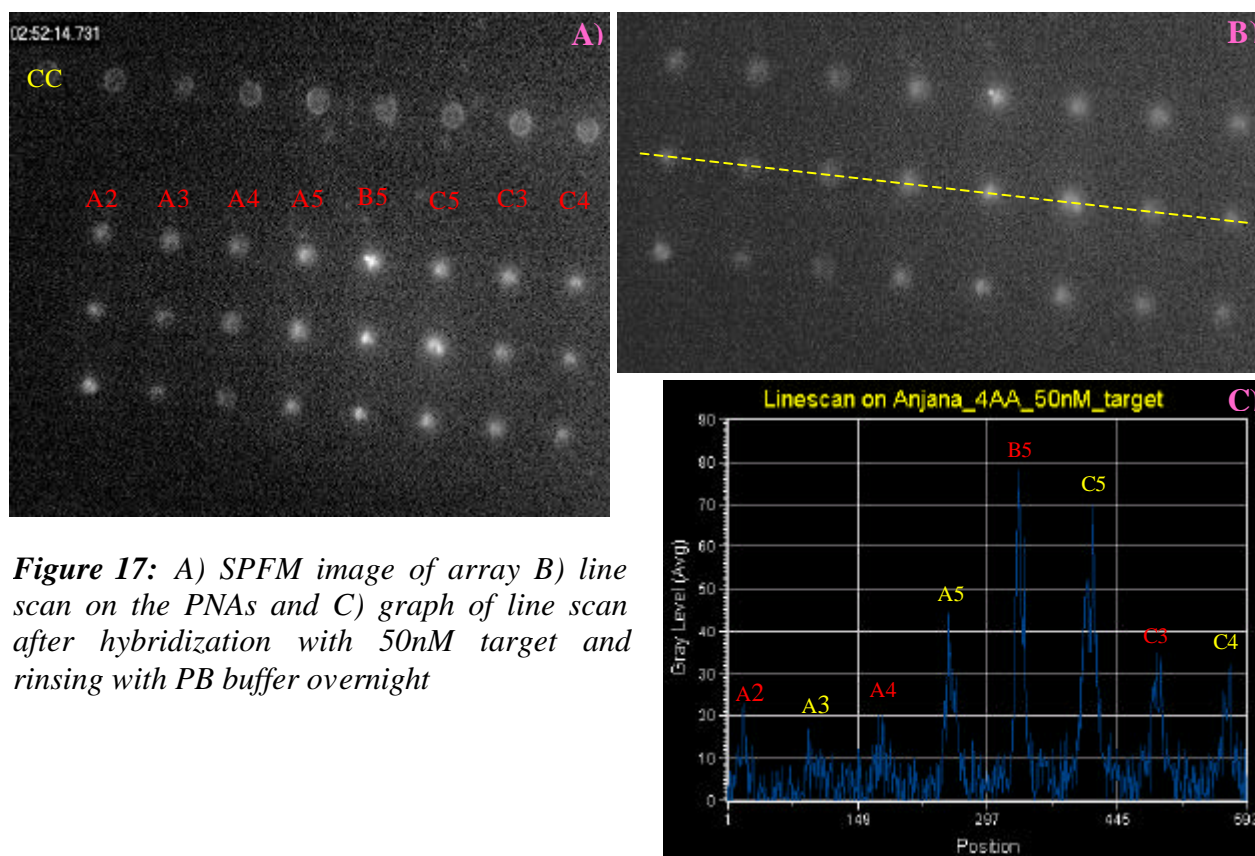 02:52:14.731
A)
CC
A2 A3 A4 A5 B5 C5 C3 C4
B)
Figure 17: A) SPFM image of array B) line
scan on the PNAs and C) graph of line scan
after hybridization with 50nM target and
rinsing with PB buffer overnight
Linescan on Anjana_4AA_50nM_target
C)
Gray Level (Avg)
90
80
70
60
50
40
30
20
10
0
A2 A3 A4 A5 B5 C5 C3 C4
1 149 297 445 593
Position